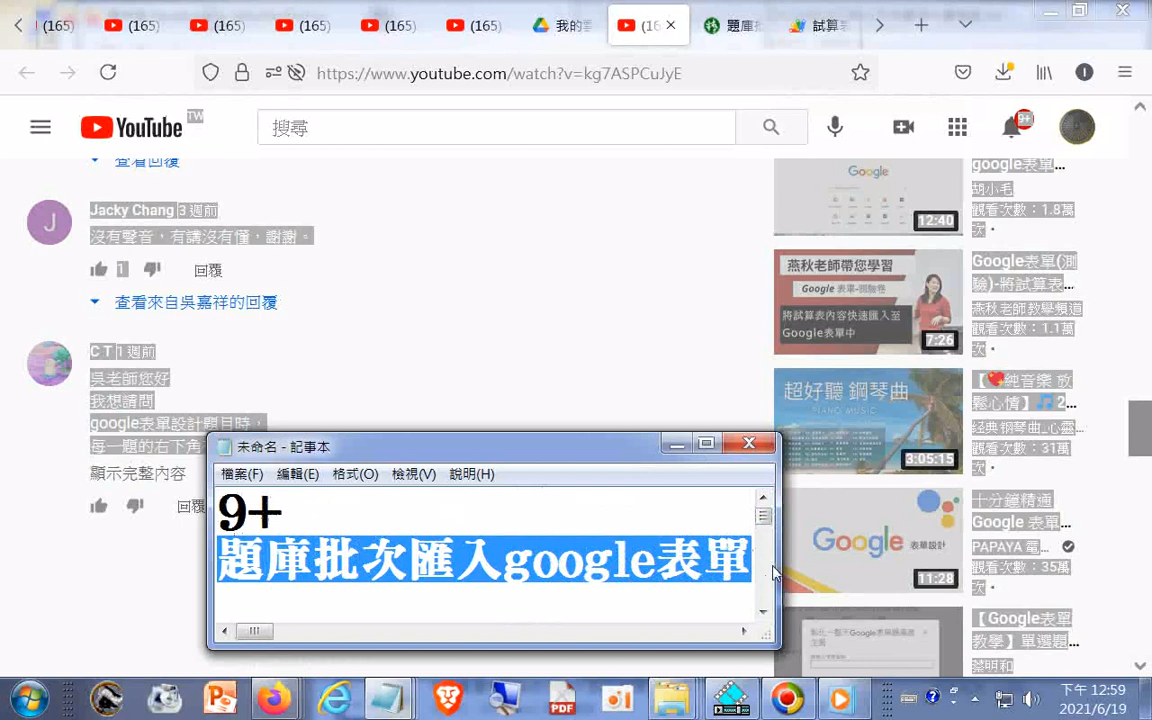 (165)
(165)
(165)
(165)
(165)
(165)
我的雲
(16
題庫批
試算表
https://www.youtube.com/watch?v=kg7ASPCuJyE
YouTube TW
搜尋
9+
查看回覆
Jacky Chang 3 週前
沒有聲音，有講沒有懂，謝謝。
1
回覆
查看來自吳嘉祥的回覆
C T 1 週前
吳老師您好
我想請問
google表單設計題目時，
每一題的右下角
顯示完整內容
回覆
未命名 - 記事本
檔案(F) 編輯(E) 格式(O) 檢視(V) 說明(H)
9+
題庫批次匯入google表單
Google
12:40
google表單...
胡小毛
觀看次數：1.8萬
次 •
燕秋老師帶您學習
Google 表單-測驗卷
將試算表內容快速匯入至
Google表單中
7:26
Google表單(測
驗)-將試算表...
燕秋老師教學頻道
觀看次數：1.1萬
次 •
超好聽 鋼琴曲
PIANO MUSIC
3:05:15
【💖純音樂 放
鬆心情】🎵 2...
經典鋼琴曲_心靈...
觀看次數：31萬
次 •
Google 表單設計
11:28
十分鐘精通
Google 表單...
PAPAYA 電...
觀看次數：35萬
次 •
【Google表單
教學】單選題...
蔡明和
PDF
下午 12:59
2021/6/19